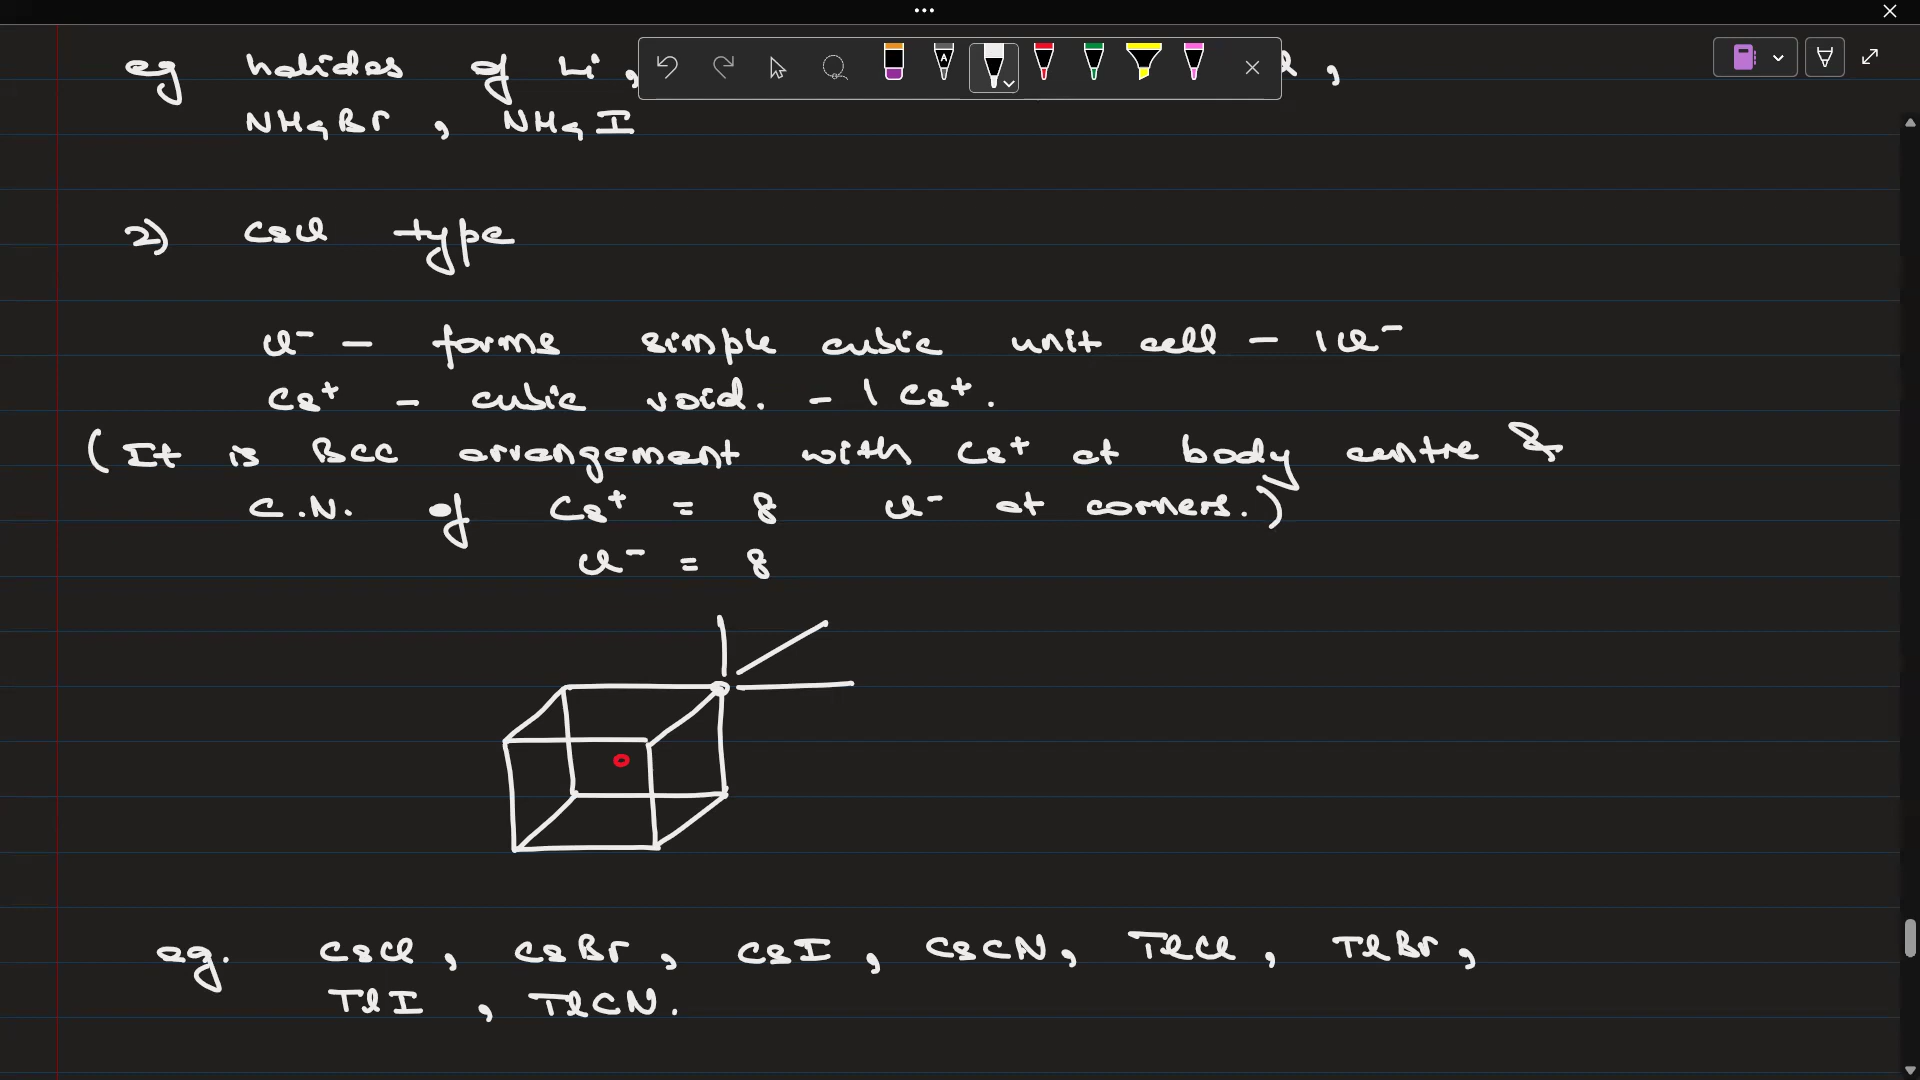 eg halides of Li,
NH4Br, NH4I
2) CsCl type
Cl⁻ — forms simple cubic unit cell – 1Cl⁻
Cs⁺ – cubic void. – 1 Cs⁺.
(It is BCC arrangement with Cs⁺ at body centre &
C.N. of Cs⁺ = 8 Cl⁻ at corners.)
Cl⁻ = 8
eg. CsCl, CsBr, CsI, CsCN, TlCl, TlBr,
TlI, TlCN.